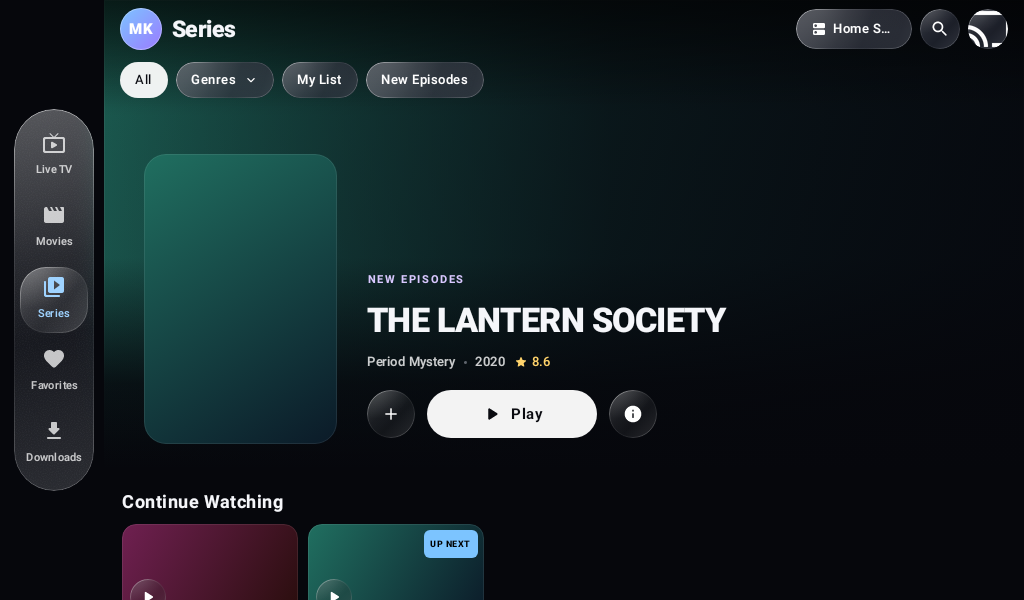 MK
Series
Home S...
All
Genres
My List
New Episodes
Live TV
Movies
Series
Favorites
Downloads
NEW EPISODES
THE LANTERN SOCIETY
Period Mystery • 2020 ★ 8.6
Play
Continue Watching
UP NEXT